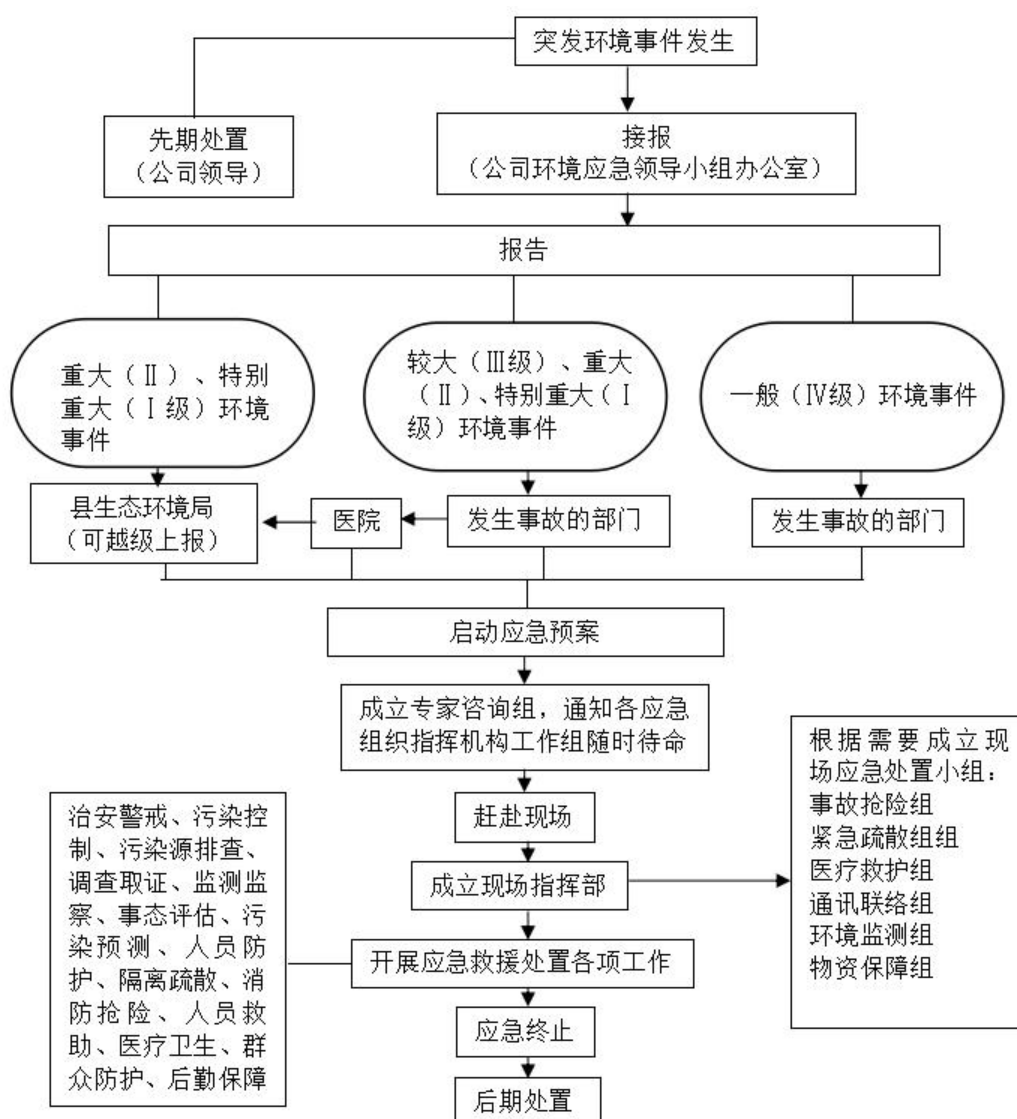 突发环境事件发生
先期处置
（公司领导）
接报
（公司环境应急领导小组办公室）
报告
重大（Ⅱ）、特别
重大（Ⅰ级）环境
事件
较大（Ⅲ级）、重大
（Ⅱ）、特别重大（Ⅰ
级）环境事件
一般（Ⅳ级）环境事件
县生态环境局
（可越级上报）
医院
发生事故的部门
发生事故的部门
启动应急预案
成立专家咨询组，通知各应急
组织指挥机构工作组随时待命
赶赴现场
成立现场指挥部
根据需要成立现
场应急处置小组：
事故抢险组
紧急疏散组组
医疗救护组
通讯联络组
环境监测组
物资保障组
开展应急救援处置各项工作
治安警戒、污染控
制、污染源排查、
调查取证、监测监
察、事态评估、污
染预测、人员防
护、隔离疏散、消
防抢险、人员救
助、医疗卫生、群
众防护、后勤保障
应急终止
后期处置